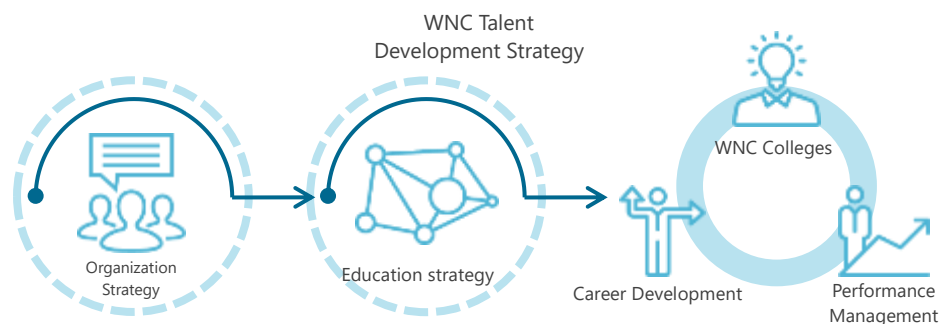 WNC Talent
Development Strategy
Organization
Strategy
Education strategy
WNC Colleges
Career Development
Performance
Management